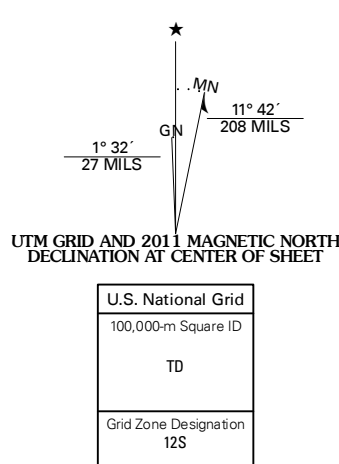 ★
MN
11° 42´
208 MILS
GN
1° 32´
27 MILS
UTM GRID AND 2011 MAGNETIC NORTH
DECLINATION AT CENTER OF SHEET
U.S. National Grid
100,000-m Square ID
TD
Grid Zone Designation
12S